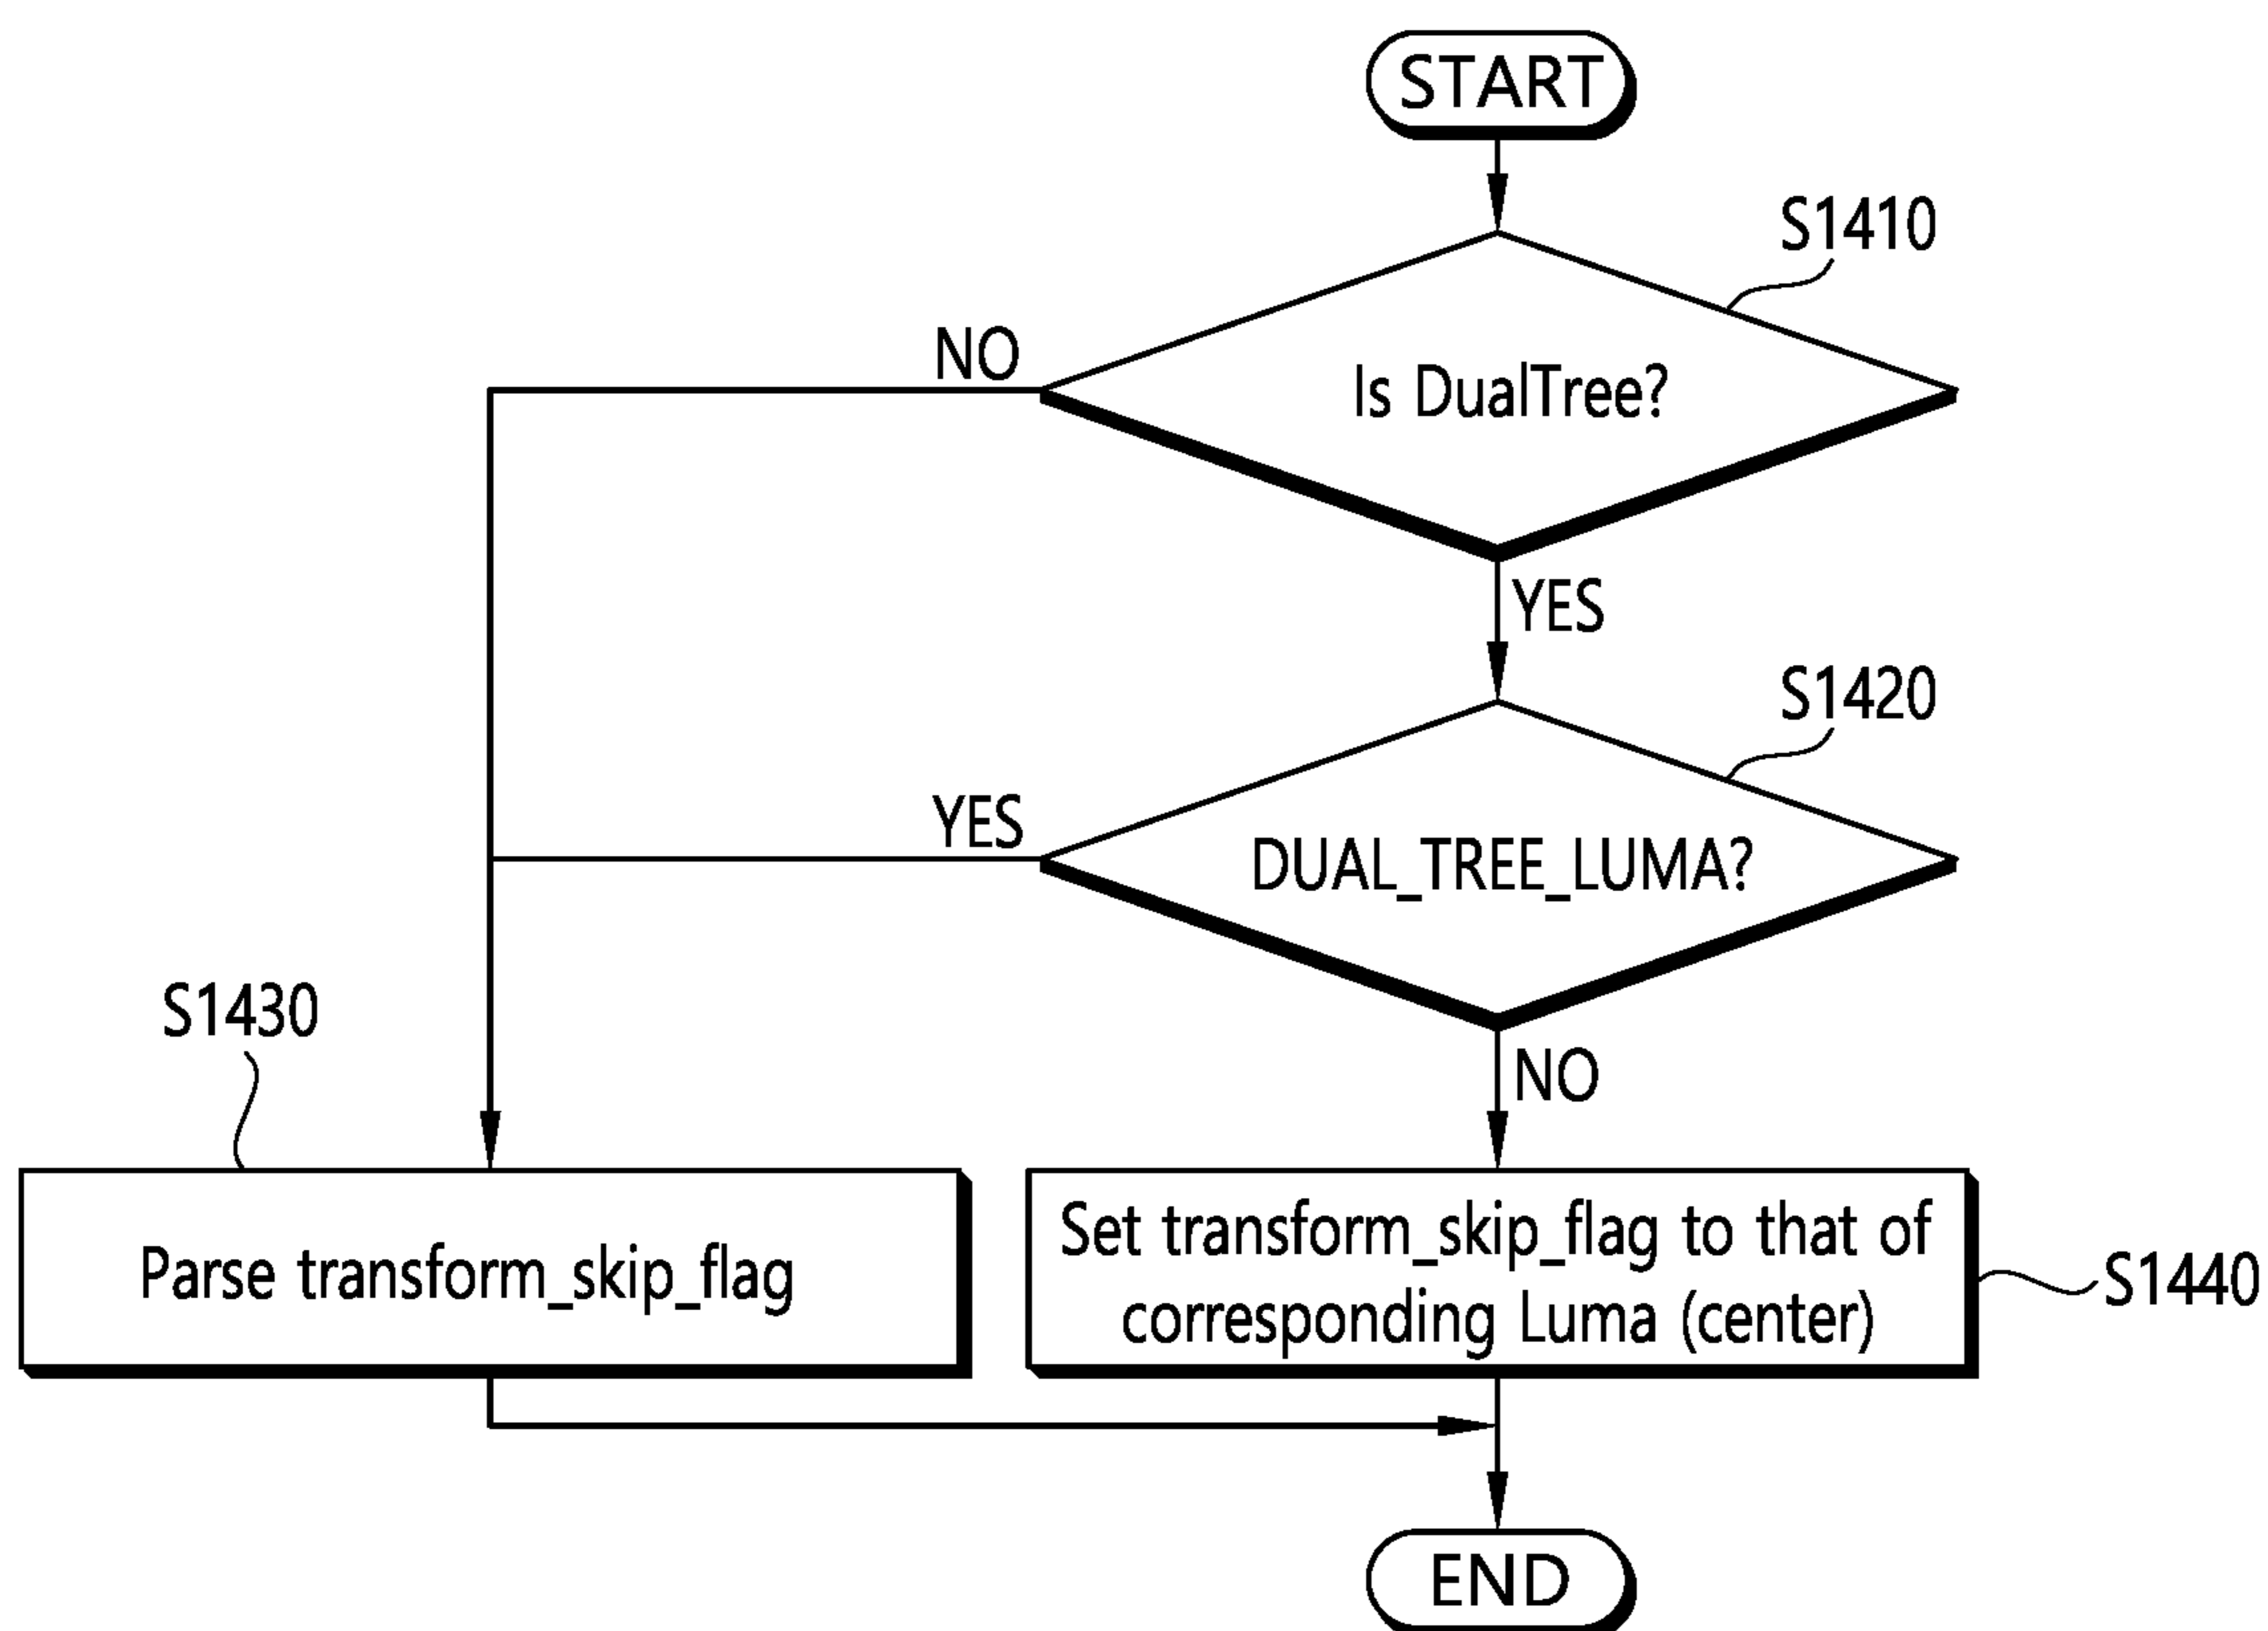 START
S1410
NO
Is DualTree?
YES
S1420
YES
DUAL_TREE_LUMA?
S1430
NO
Parse transform_skip_flag
Set transform_skip_flag to that of
corresponding Luma (center)
S1440
END